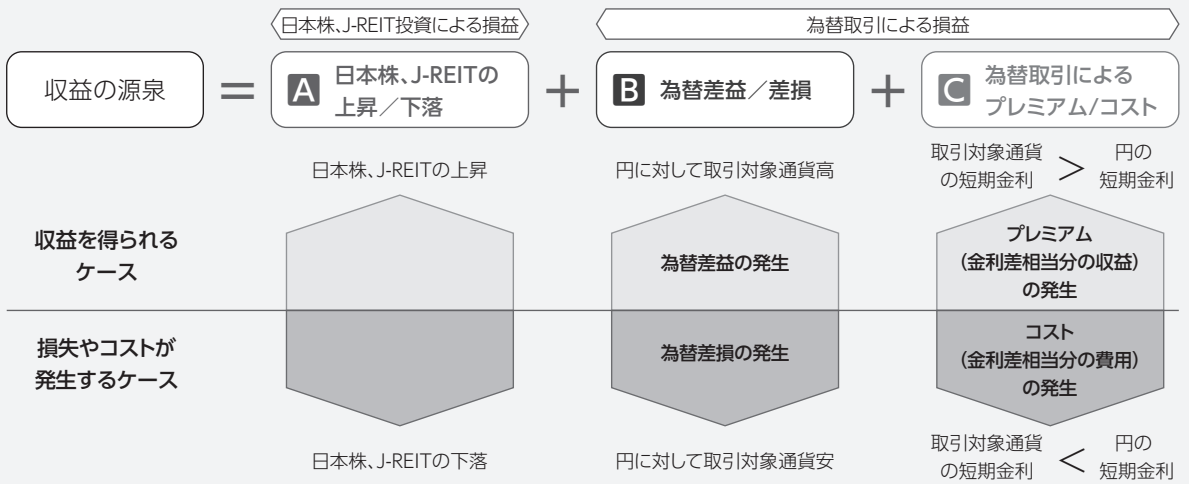 日本株、J-REIT投資による損益
為替取引による損益
収益の源泉
=
A
日本株、J-REITの
上昇／下落
+
B
為替差益／差損
+
C
為替取引による
プレミアム/コスト
日本株、J-REITの上昇
円に対して取引対象通貨高
取引対象通貨
の短期金利
>
円の
短期金利
収益を得られる
ケース
為替差益の発生
プレミアム
（金利差相当分の収益）
の発生
損失やコストが
発生するケース
為替差損の発生
コスト
（金利差相当分の費用）
の発生
日本株、J-REITの下落
円に対して取引対象通貨安
取引対象通貨
の短期金利
<
円の
短期金利